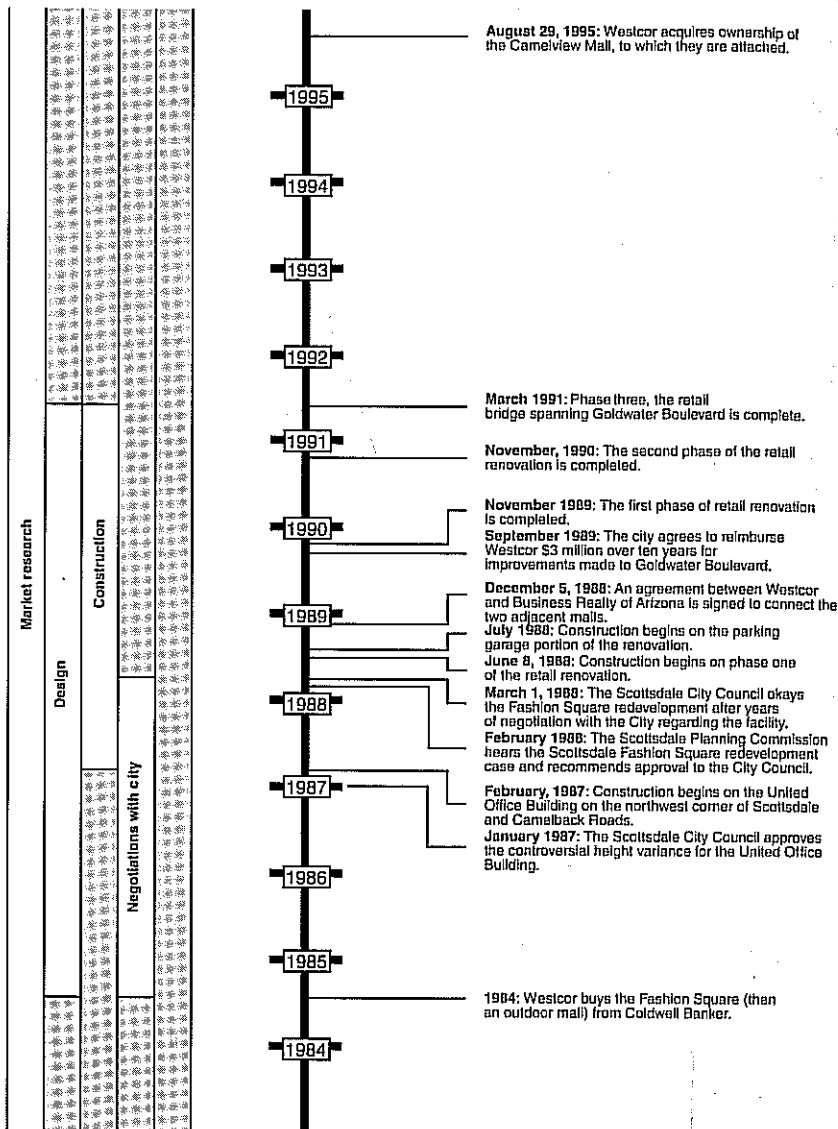 August 29, 1995: Westcor acquires ownership of
the Camelview Mall, to which they are attached.
1995
1994
1993
1992
March 1991: Phase three, the retail
bridge spanning Goldwater Boulevard is complete.
1991
November, 1990: The second phase of the retail
renovation is completed.
November 1989: The first phase of retail renovation
is completed.
1990
September 1989: The city agrees to reimburse
Westcor $3 million over ten years for
improvements made to Goldwater Boulevard.
December 5, 1988: An agreement between Westcor
and Business Realty of Arizona is signed to connect the
two adjacent malls.
1989
July 1988: Construction begins on the parking
garage portion of the renovation.
June 8, 1988: Construction begins on phase one
of the retail renovation.
March 1, 1988: The Scottsdale City Council okays
the Fashion Square redevelopment after years
of negotiation with the City regarding the facility.
1988
February 1988: The Scottsdale Planning Commission
hears the Scottsdale Fashion Square redevelopment
case and recommends approval to the City Council.
1987
February, 1987: Construction begins on the United
Office Building on the northwest corner of Scottsdale
and Camelback Roads.
January 1987: The Scottsdale City Council approves
the controversial height variance for the United Office
Building.
1986
1985
1984: Westcor buys the Fashion Square (then
an outdoor mall) from Coldwell Banker.
1984
Market research
Design
Construction
Negotiations with city